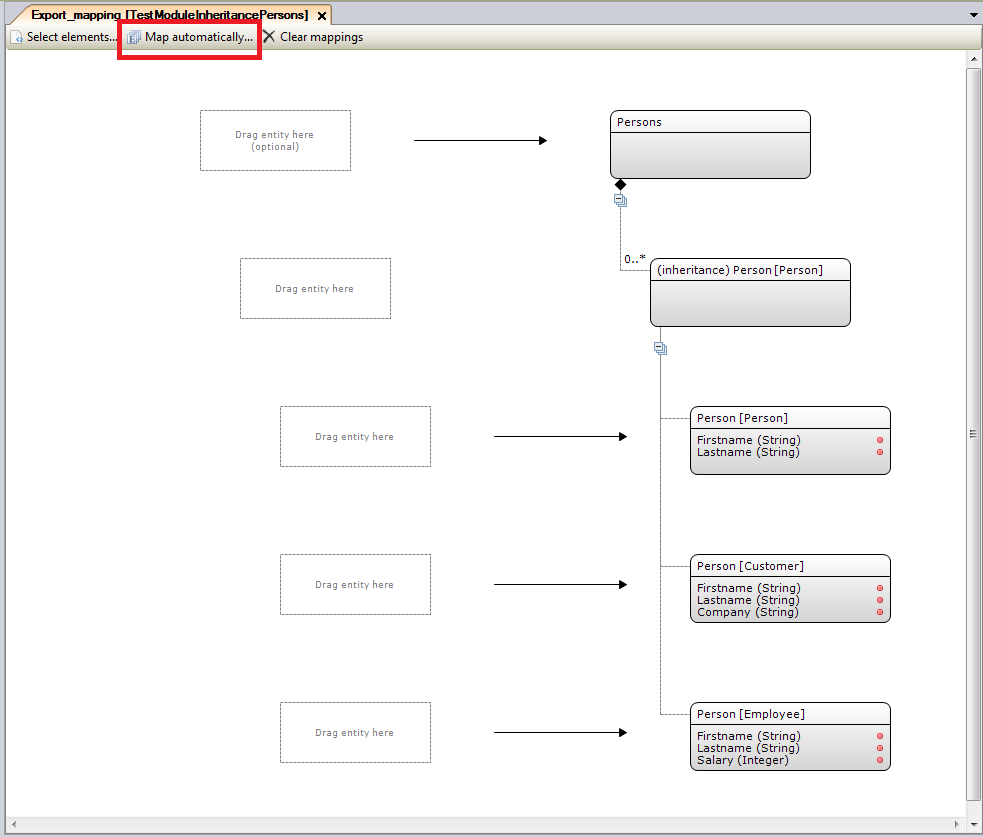 Export_mapping [TestModuleInheritancePersons]
Select elements... Map automatically... Clear mappings
Drag entity here
(optional)
Persons
0..*
Drag entity here
(inheritance) Person [Person]
Drag entity here
Person [Person]
Firstname (String)
Lastname (String)
Drag entity here
Person [Customer]
Firstname (String)
Lastname (String)
Company (String)
Drag entity here
Person [Employee]
Firstname (String)
Lastname (String)
Salary (Integer)